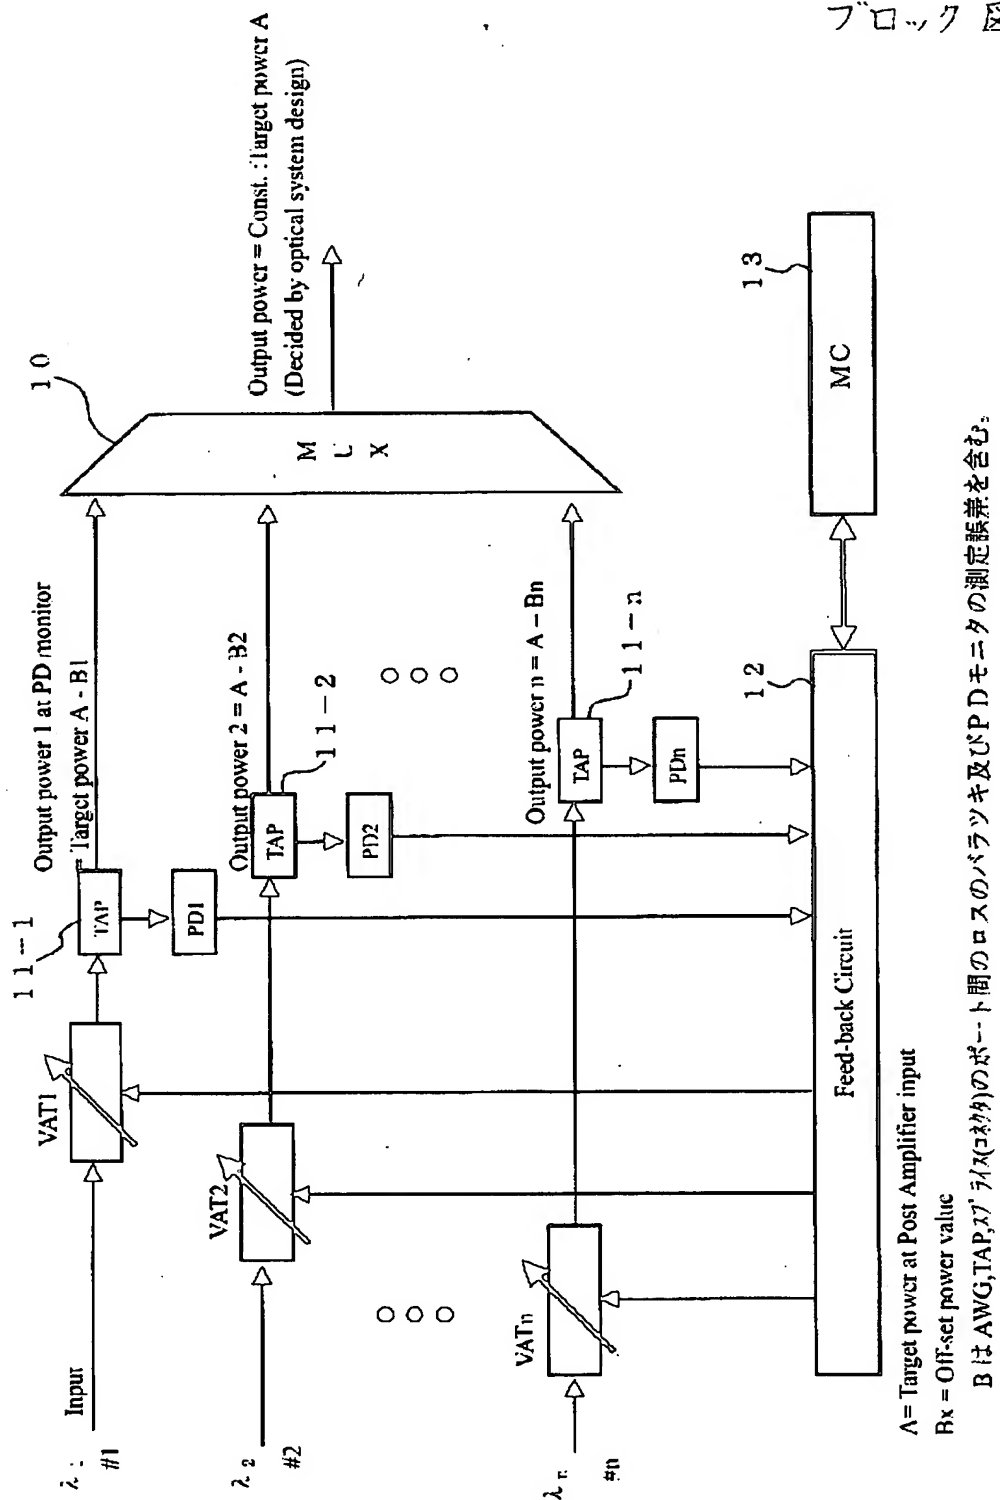 ブロック 図
λ1
#1
Input
VAT1
11-1
TAP
PD1
Output power 1 at PD monitor
= Target power A - B1
λ2
#2
VAT2
TAP
PD2
Output power 2 = A - B2
11-2
λn
#n
VATn
TAP
PDn
Output power n = A - Bn
11-n
10
MUX
Output power = Const. : Target power A
(Decided by optical system design)
12
Feed-back Circuit
13
MC
A= Target power at Post Amplifier input
Bx = Off-set power value
BはAWG,TAP,スプライス(コネクタ)のポート間のロスのバラツキ及びPDモニタの測定誤差を含む。